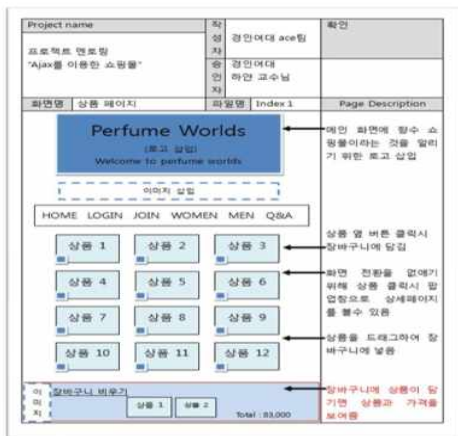 Project name
작성자
경인여대 ace팀
확인
프로젝트 멘토링
"Ajax를 이용한 쇼핑몰"
승인자
경인여대
하얀 교수님
화면명
상품 페이지
파일명
Index 1
Page Description
Perfume Worlds
(로고 삽입)
Welcome to perfume worlds
메인 화면에 향수 쇼
핑몰이라는 것을 알리
기 위한 로고 삽입
이미지 삽입
HOME LOGIN JOIN WOMEN MEN Q&A
상품 1
상품 2
상품 3
상품 옆 버튼 클릭시
장바구니에 담김
상품 4
상품 5
상품 6
화면 전환을 없애기
위해 상품 클릭시 팝
업창으로 상세페이지
를 볼수 있음
상품 7
상품 8
상품 9
상품을 드래그하여 장
바구니에 넣음
상품 10
상품 11
상품 12
이미지
장바구니 비우기
상품 1
상품 2
Total : 83,000
장바구니에 상품이 담
기면 상품과 가격을
보여줌